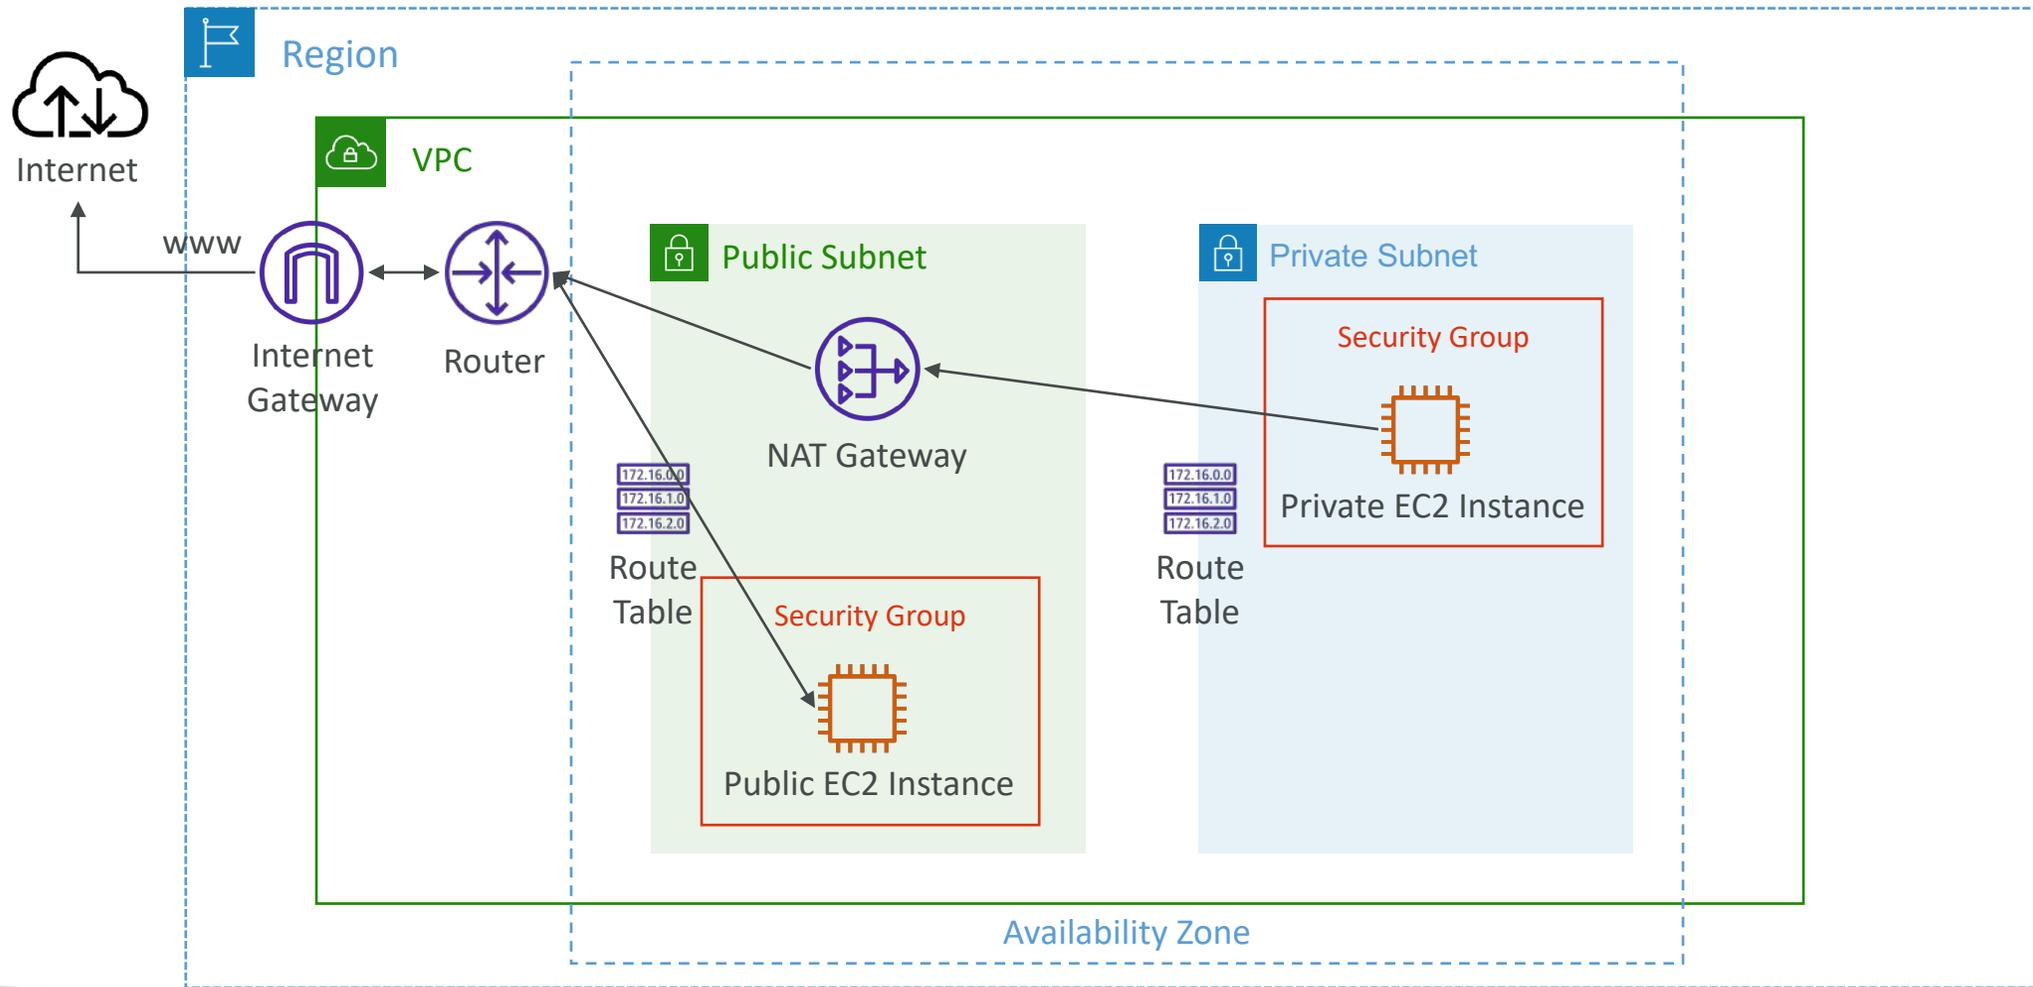 Region
Internet
VPC
www
Internet
Gateway
Router
Public Subnet
NAT Gateway
172.16.0.0
172.16.1.0
172.16.2.0
Route
Table
Security Group
Public EC2 Instance
Private Subnet
Security Group
Private EC2 Instance
172.16.0.0
172.16.1.0
172.16.2.0
Route
Table
Availability Zone